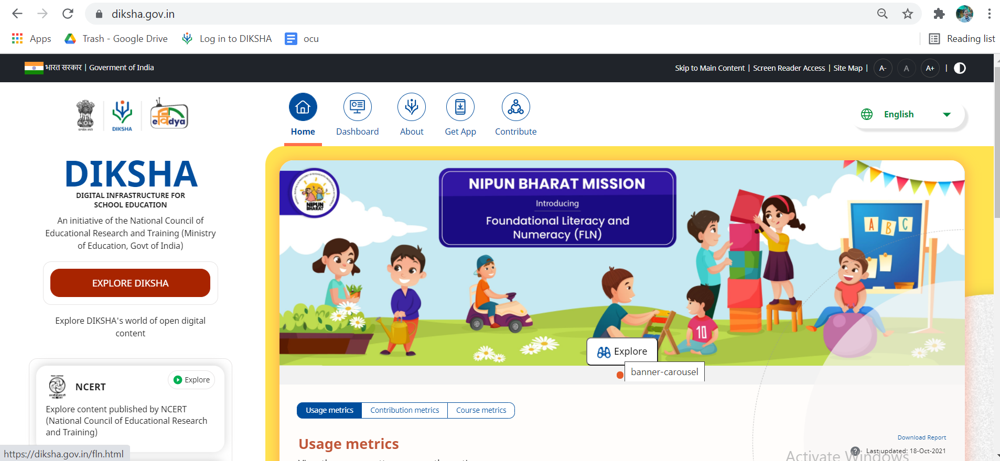 diksha.gov.in
Apps
Trash - Google Drive
Log in to DIKSHA
ocu
Reading list
भारत सरकार | Goverment of India
Skip to Main Content | Screen Reader Access | Site Map | A- A A+ |
DIKSHA
eविdya
Home
Dashboard
About
Get App
Contribute
English
DIKSHA
DIGITAL INFRASTRUCTURE FOR
SCHOOL EDUCATION
An initiative of the National Council of
Educational Research and Training (Ministry
of Education, Govt of India)
EXPLORE DIKSHA
Explore DIKSHA's world of open digital
content
NCERT
Explore
Explore content published by NCERT
(National Council of Educational Research
and Training)
https://diksha.gov.in/fln.html
NIPUN
BHARAT
NIPUN BHARAT MISSION
Introducing
Foundational Literacy and
Numeracy (FLN)
A B C
10
Explore
banner-carousel
Usage metrics
Contribution metrics
Course metrics
Usage metrics
Download Report
? Last updated: 18-Oct-2021
Activate Windows